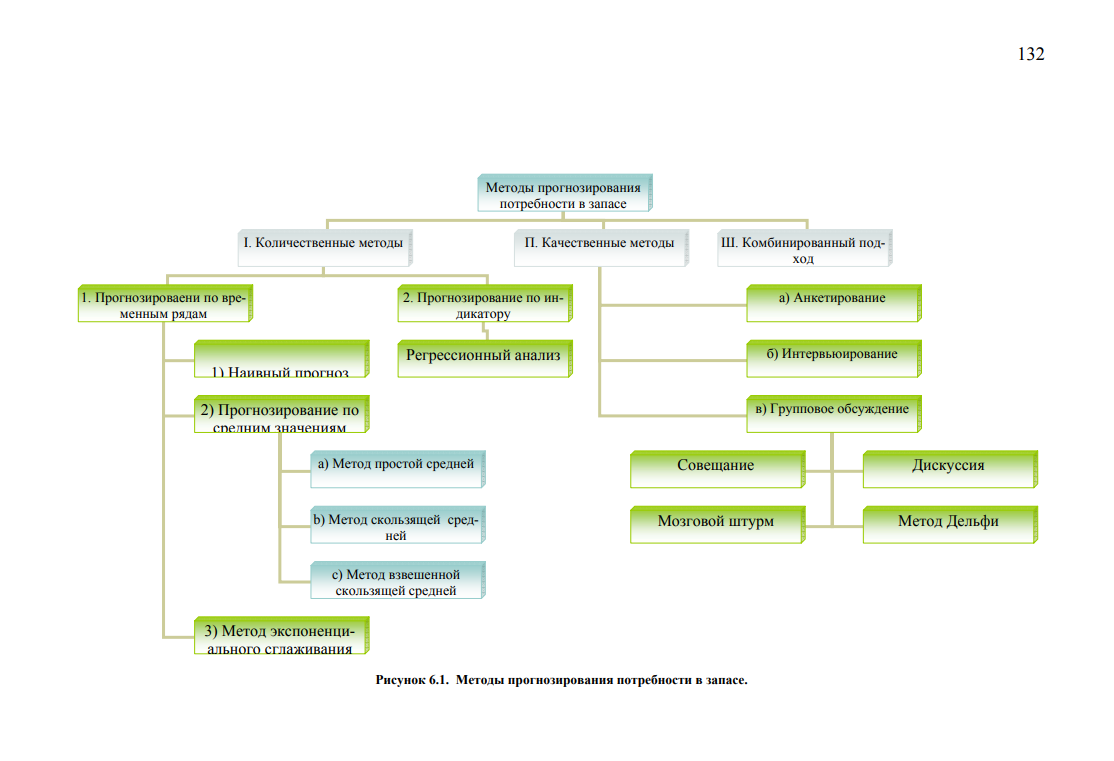 132
Методы прогнозирования
потребности в запасе
I. Количественные методы
П. Качественные методы
Ш. Комбинированный под-
ход
1. Прогнозироваени по вре-
менным рядам
2. Прогнозирование по ин-
дикатору
а) Анкетирование
1) Наивный прогноз
Регрессионный анализ
б) Интервьюирование
2) Прогнозирование по
средним значениям
в) Групповое обсуждение
а) Метод простой средней
Совещание
Дискуссия
b) Метод скользящей сред-
ней
Мозговой штурм
Метод Дельфи
с) Метод взвешенной
скользящей средней
3) Метод экспоненци-
ального сглаживания
Рисунок 6.1. Методы прогнозирования потребности в запасе.